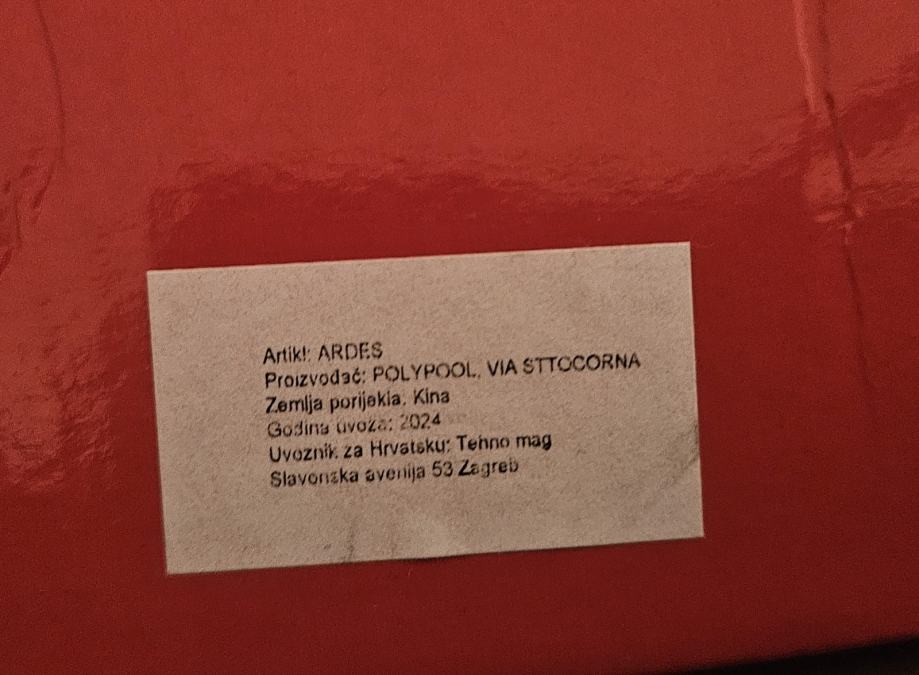 Artikl: ARDES
Proizvođač: POLYPOOL, VIA STTOCORNA
Zemlja porijekla: Kina
Godina uvoza: 2024
Uvoznik za Hrvatsku: Tehno mag
Slavonska avenija 53 Zagreb